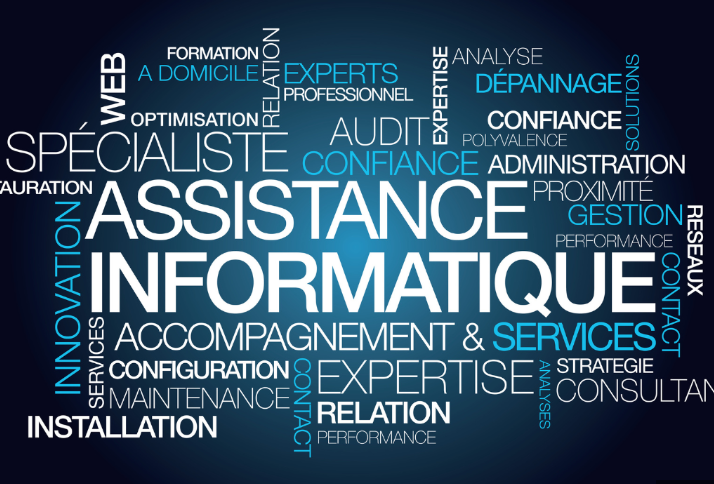 WEB
FORMATION
A DOMICILE
RELATION
EXPERTS
PROFESSIONNEL
EXPERTISE
ANALYSE
DÉPANNAGE
SOLUTIONS
OPTIMISATION
AUDIT
CONFIANCE
POLYVALENCE
SPÉCIALISTE
CONFIANCE
ADMINISTRATION
TAURATION
ASSISTANCE
PROXIMITÉ
GESTION
RESEAUX
INNOVATION
PERFORMANCE
INFORMATIQUE
CONTACT
SERVICES
ACCOMPAGNEMENT & SERVICES
CONFIGURATION
CONTACT
EXPERTISE
ANALYSES
STRATEGIE
MAINTENANCE
CONSULTAN
INSTALLATION
RELATION
PERFORMANCE